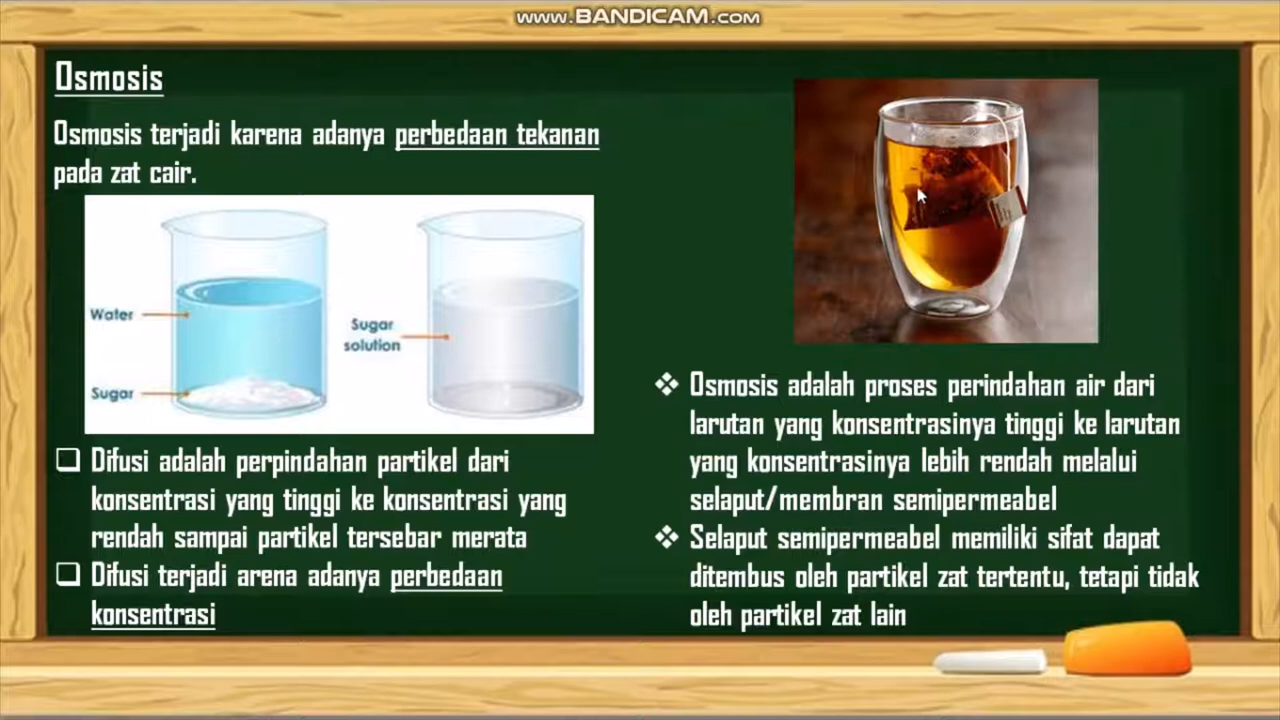 www.BANDICAM.com
Osmosis
Osmosis terjadi karena adanya perbedaan tekanan
pada zat cair.
Water
Sugar
Sugar
solution
Difusi adalah perpindahan partikel dari
konsentrasi yang tinggi ke konsentrasi yang
rendah sampai partikel tersebar merata
Difusi terjadi arena adanya perbedaan
konsentrasi
Osmosis adalah proses perindahan air dari
larutan yang konsentrasinya tinggi ke larutan
yang konsentrasinya lebih rendah melalui
selaput/membran semipermeabel
Selaput semipermeabel memiliki sifat dapat
ditembus oleh partikel zat tertentu, tetapi tidak
oleh partikel zat lain